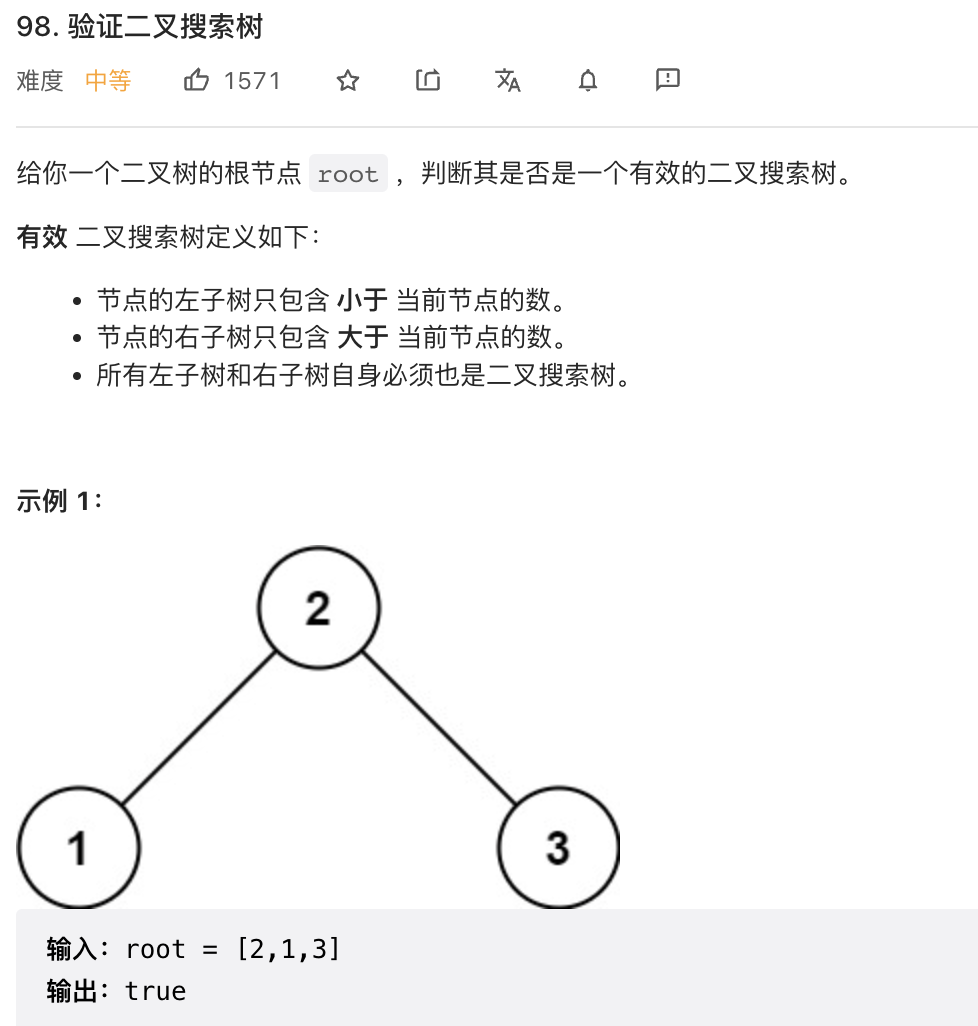 98. 验证二叉搜索树
难度 中等 1571
给你一个二叉树的根节点 root ，判断其是否是一个有效的二叉搜索树。
有效 二叉搜索树定义如下：
• 节点的左子树只包含 小于 当前节点的数。
• 节点的右子树只包含 大于 当前节点的数。
• 所有左子树和右子树自身必须也是二叉搜索树。
示例 1：
2
1 3
输入：root = [2,1,3]
输出：true